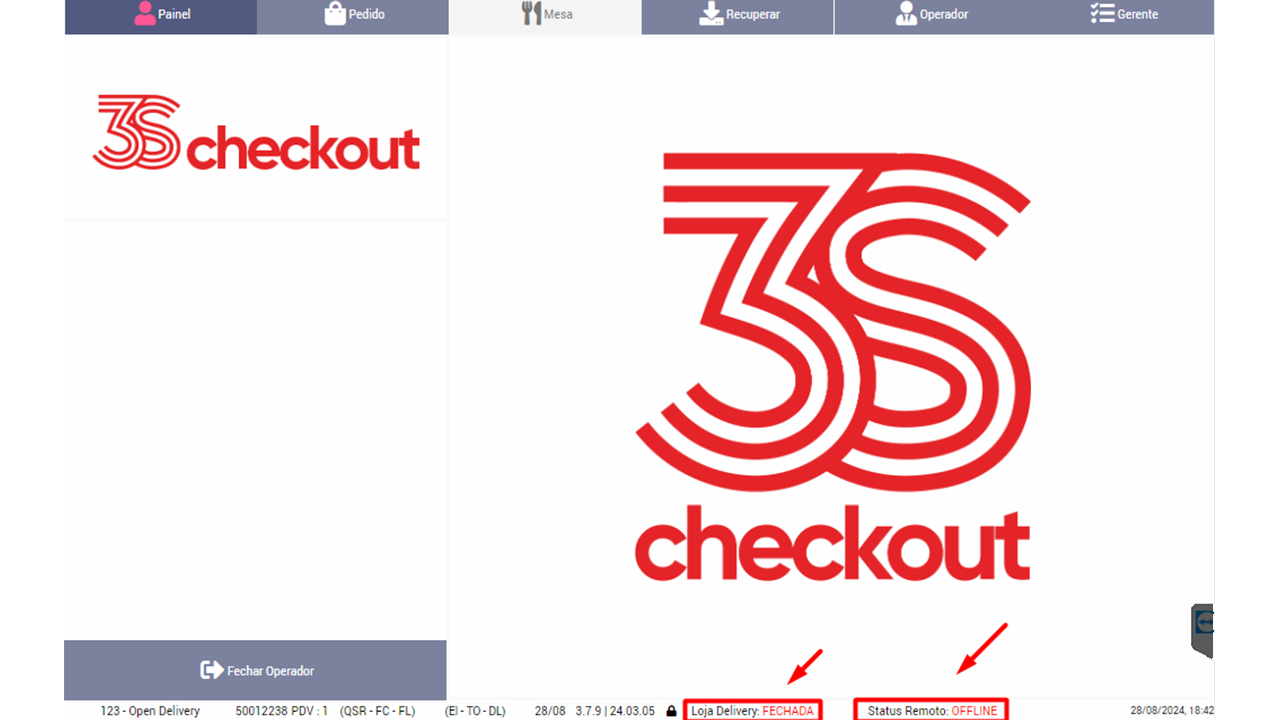 Painel
Pedido
Mesa
Recuperar
Operador
Gerente
3S checkout
3S
checkout
Fechar Operador
123 - Open Delivery 50012238 PDV : 1 (QSR - FC - FL) (EI - TO - DL) 28/08 3.7.9 | 24.03.05 Loja Delivery: FECHADA Status Remoto: OFFLINE 28/08/2024, 18:42